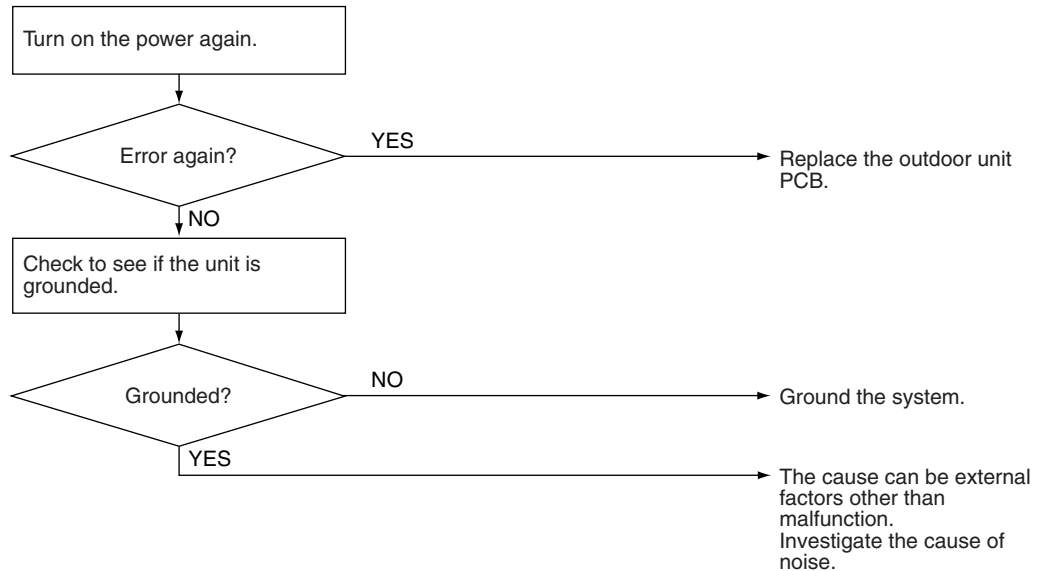 Turn on the power again.
Error again?
YES
Replace the outdoor unit
PCB.
NO
Check to see if the unit is
grounded.
Grounded?
NO
Ground the system.
YES
The cause can be external
factors other than
malfunction.
Investigate the cause of
noise.